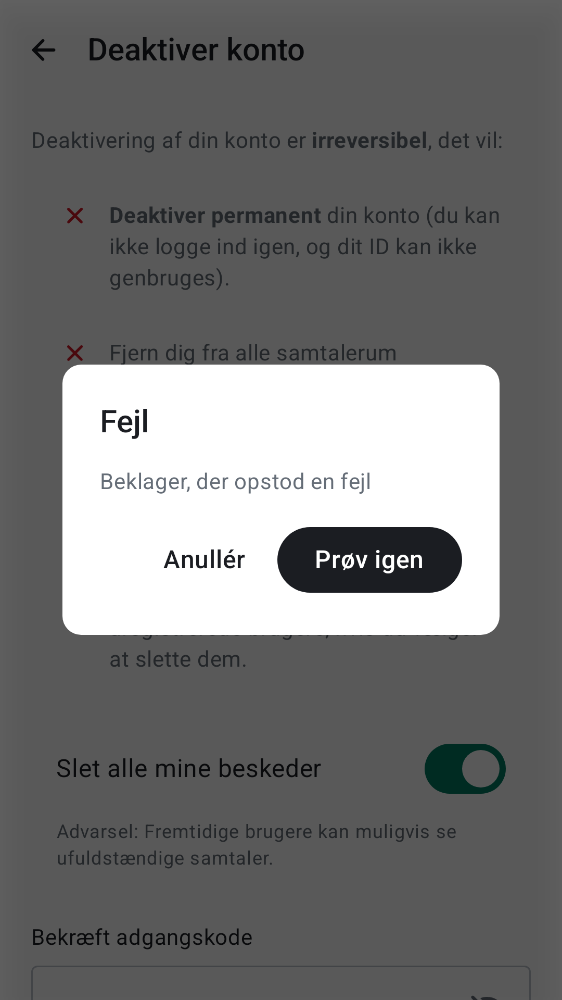 Deaktiver konto
Deaktivering af din konto er irreversibel, det vil:
Deaktiver permanent din konto (du kan
ikke logge ind igen, og dit ID kan ikke
genbruges).
Fjern dig fra alle samtalerum
Fejl
Beklager, der opstod en fejl
Anullér
Prøv igen
at slette dem.
Slet alle mine beskeder
Advarsel: Fremtidige brugere kan muligvis se
ufuldstændige samtaler.
Bekræft adgangskode